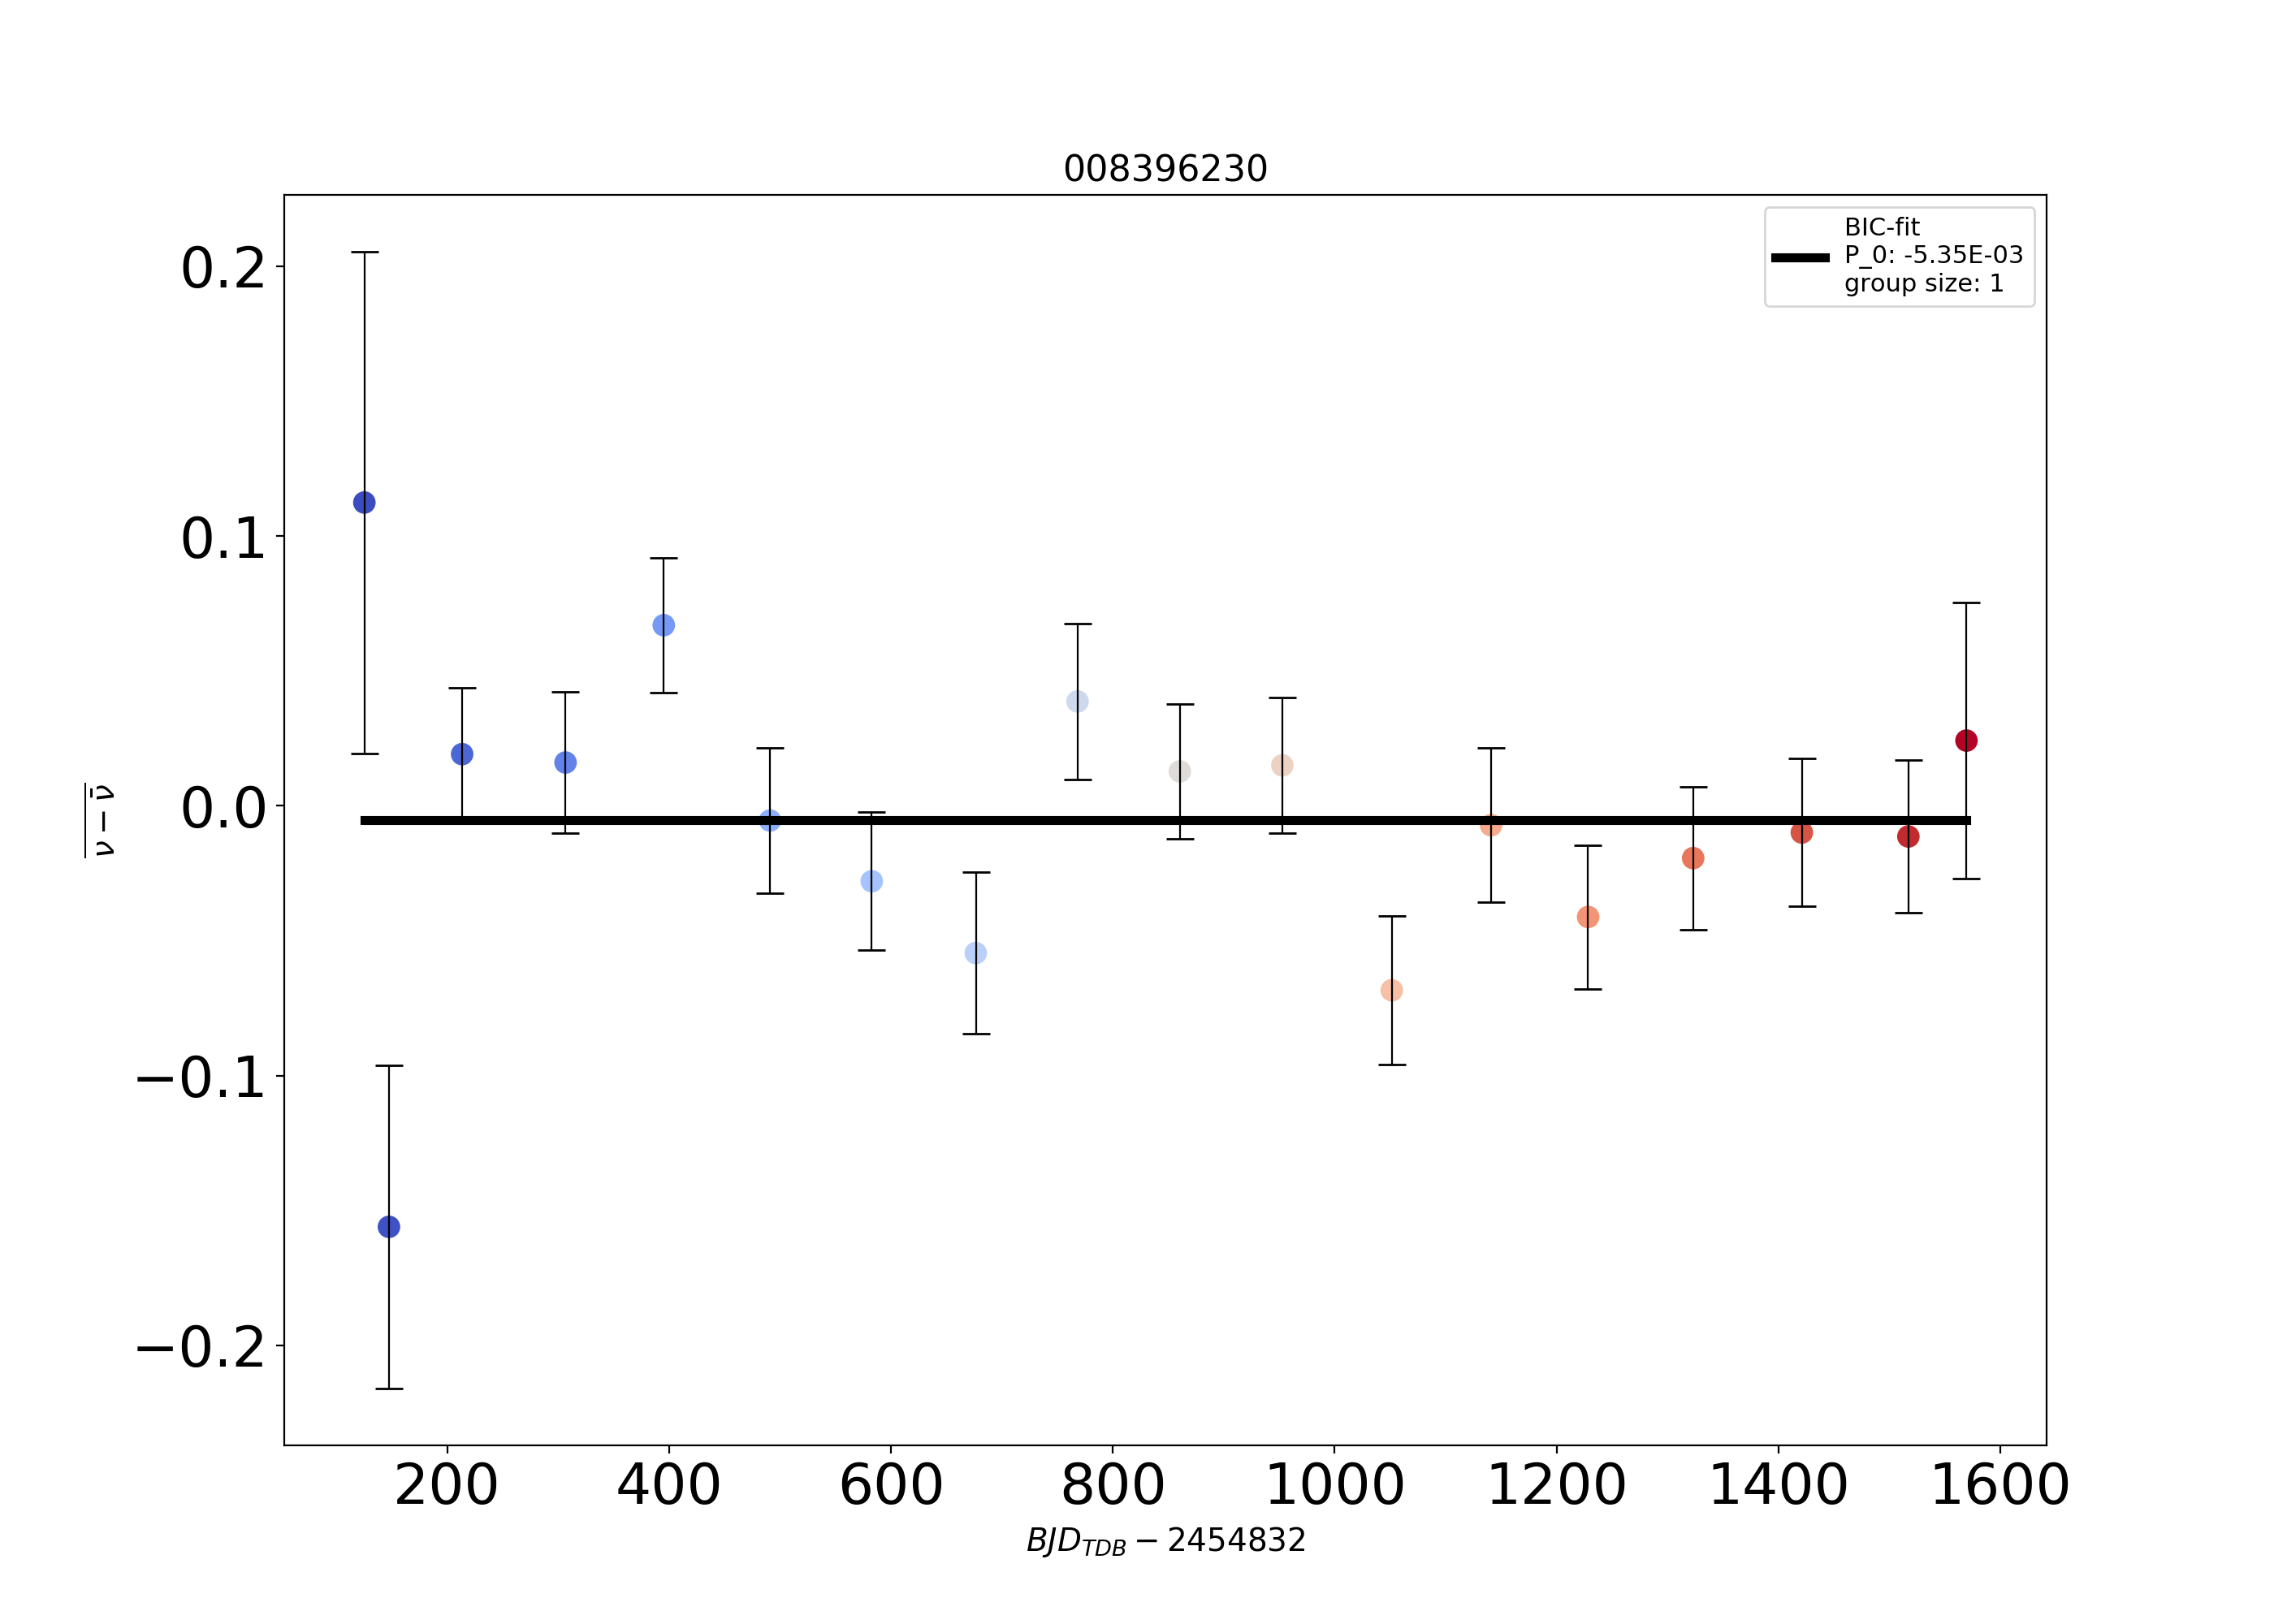 008396230
BIC-fit
P_0: -5.35E-03
group size: 1
0.2
0.1
0.0
−0.1
−0.2
ν − ν̄
200 400 600 800 1000 1200 1400 1600
BJD_TDB − 2454832